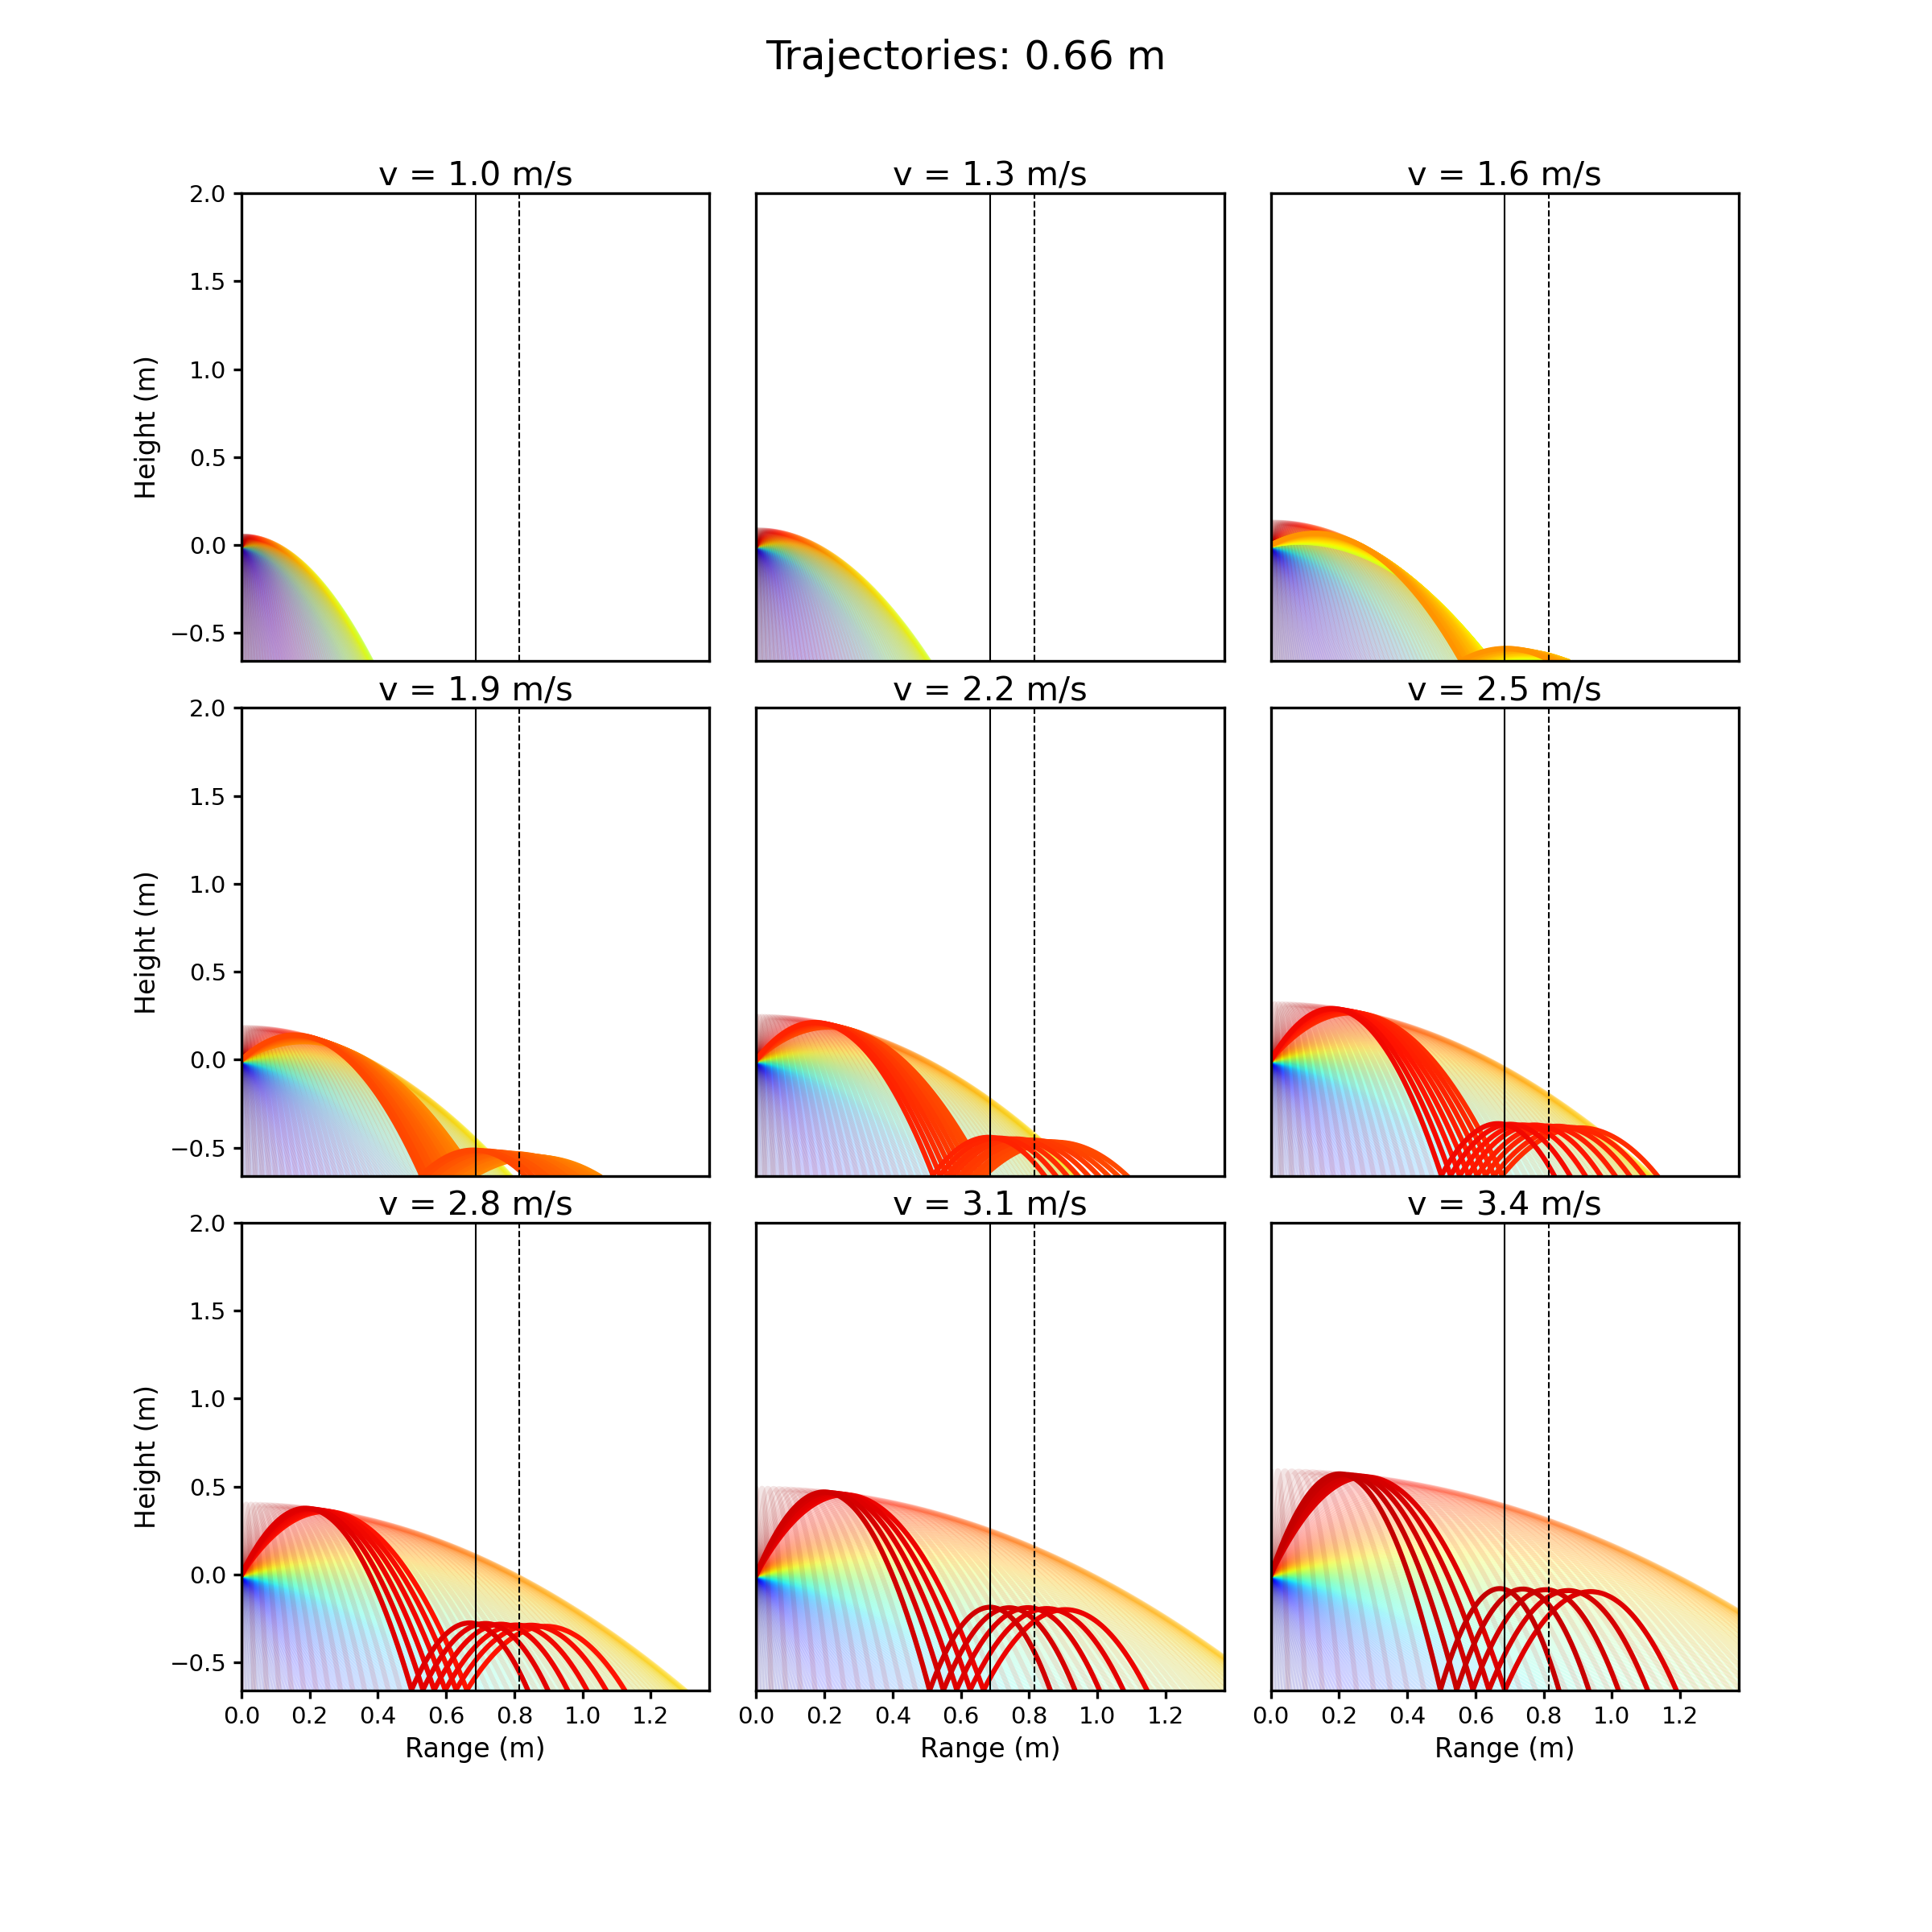 Trajectories: 0.66 m
v = 1.0 m/s
v = 1.3 m/s
v = 1.6 m/s
2.0
1.5
1.0
0.5
0.0
−0.5
Height (m)
v = 1.9 m/s
v = 2.2 m/s
v = 2.5 m/s
2.0
1.5
1.0
0.5
0.0
−0.5
Height (m)
v = 2.8 m/s
v = 3.1 m/s
v = 3.4 m/s
2.0
1.5
1.0
0.5
0.0
−0.5
Height (m)
0.0 0.2 0.4 0.6 0.8 1.0 1.2
0.0 0.2 0.4 0.6 0.8 1.0 1.2
0.0 0.2 0.4 0.6 0.8 1.0 1.2
Range (m)
Range (m)
Range (m)